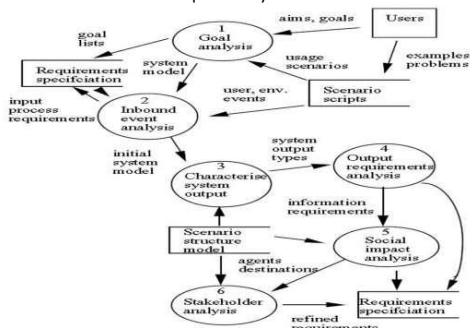 1
Goal
analysis
aims, goals
Users
goal
lists
system
model
usage
scenarios
examples
problems
Requirements
specifciation
Scenario
scripts
input
process
requirements
2
Inbound
event
analysis
user, env.
events
initial
system
model
3
Characterise
system
output
system
output
types
4
Output
requirements
analysis
information
requirements
Scenario
structure
model
5
Social
impact
analysis
agents
destinations
6
Stakeholder
analysis
Requirements
specifciation
refined
requirements